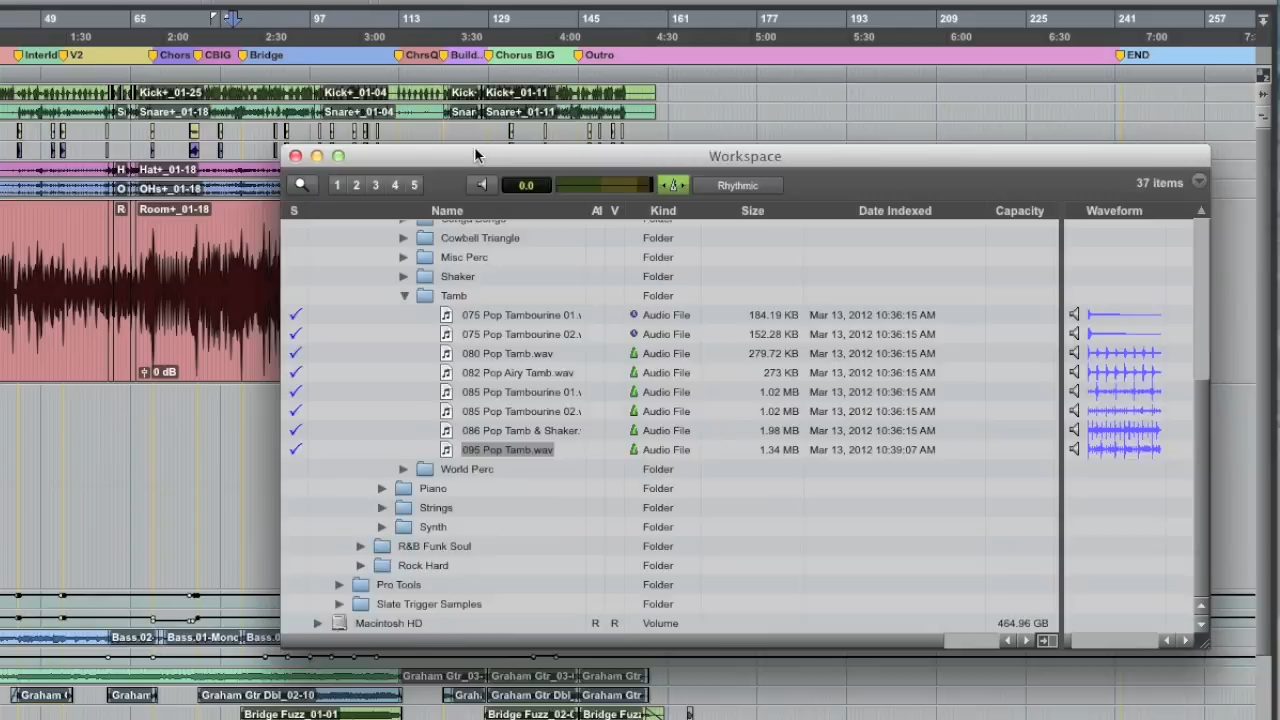 49 65 97 113 129 145 161 177 193 209 225 241 257
1:30 2:00 2:30 3:00 3:30 4:00 4:30 5:00 5:30 6:00 6:30 7:00
Interld V2 Chors CBIG Bridge ChrsQ Build.. Chorus BIG Outro END
Kick+_01-25 Kick+_01-04 Kick- Kick+_01-11
Snare+_01-18 Snare+_01-04 Snar Snare+_01-11
Workspace
H Hat+_01-18
1 2 3 4 5 0.0 Rhythmic 37 items
O OHs+_01-18
R Room+_01-18
S Name AI V Kind Size Date Indexed Capacity Waveform
Cowbell Triangle Folder
Misc Perc Folder
Shaker Folder
Tamb Folder
075 Pop Tambourine 01.v Audio File 184.19 KB Mar 13, 2012 10:36:15 AM
075 Pop Tambourine 02.v Audio File 152.28 KB Mar 13, 2012 10:36:15 AM
080 Pop Tamb.wav Audio File 279.72 KB Mar 13, 2012 10:36:15 AM
082 Pop Airy Tamb.wav Audio File 273 KB Mar 13, 2012 10:36:15 AM
0 dB
085 Pop Tambourine 01.v Audio File 1.02 MB Mar 13, 2012 10:36:15 AM
085 Pop Tambourine 02.v Audio File 1.02 MB Mar 13, 2012 10:36:15 AM
086 Pop Tamb & Shaker. Audio File 1.98 MB Mar 13, 2012 10:36:15 AM
095 Pop Tamb.wav Audio File 1.34 MB Mar 13, 2012 10:39:07 AM
World Perc Folder
Piano Folder
Strings Folder
Synth Folder
R&B Funk Soul Folder
Rock Hard Folder
Pro Tools Folder
Slate Trigger Samples Folder
Macintosh HD R R Volume 464.96 GB
Bass.02 Bass.01-Mono Bass.0
Graham Gtr_03- Graham Gtr_03- Graham Gtr_
Graham Graham Graham Gtr Dbl_02-10 Grah Graham Gtr Dbl_ Graham Gtr
Bridge Fuzz_01-01 Bridge Fuzz_02-0 Bridge Fuz